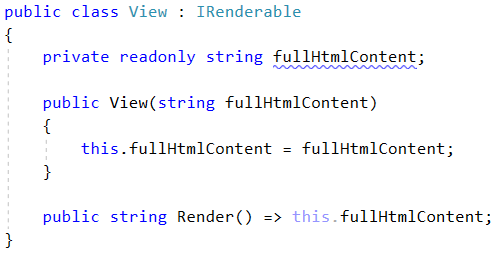 public class View : IRenderable
{
    private readonly string fullHtmlContent;
    public View(string fullHtmlContent)
    {
        this.fullHtmlContent = fullHtmlContent;
    }
    public string Render() => this.fullHtmlContent;
}